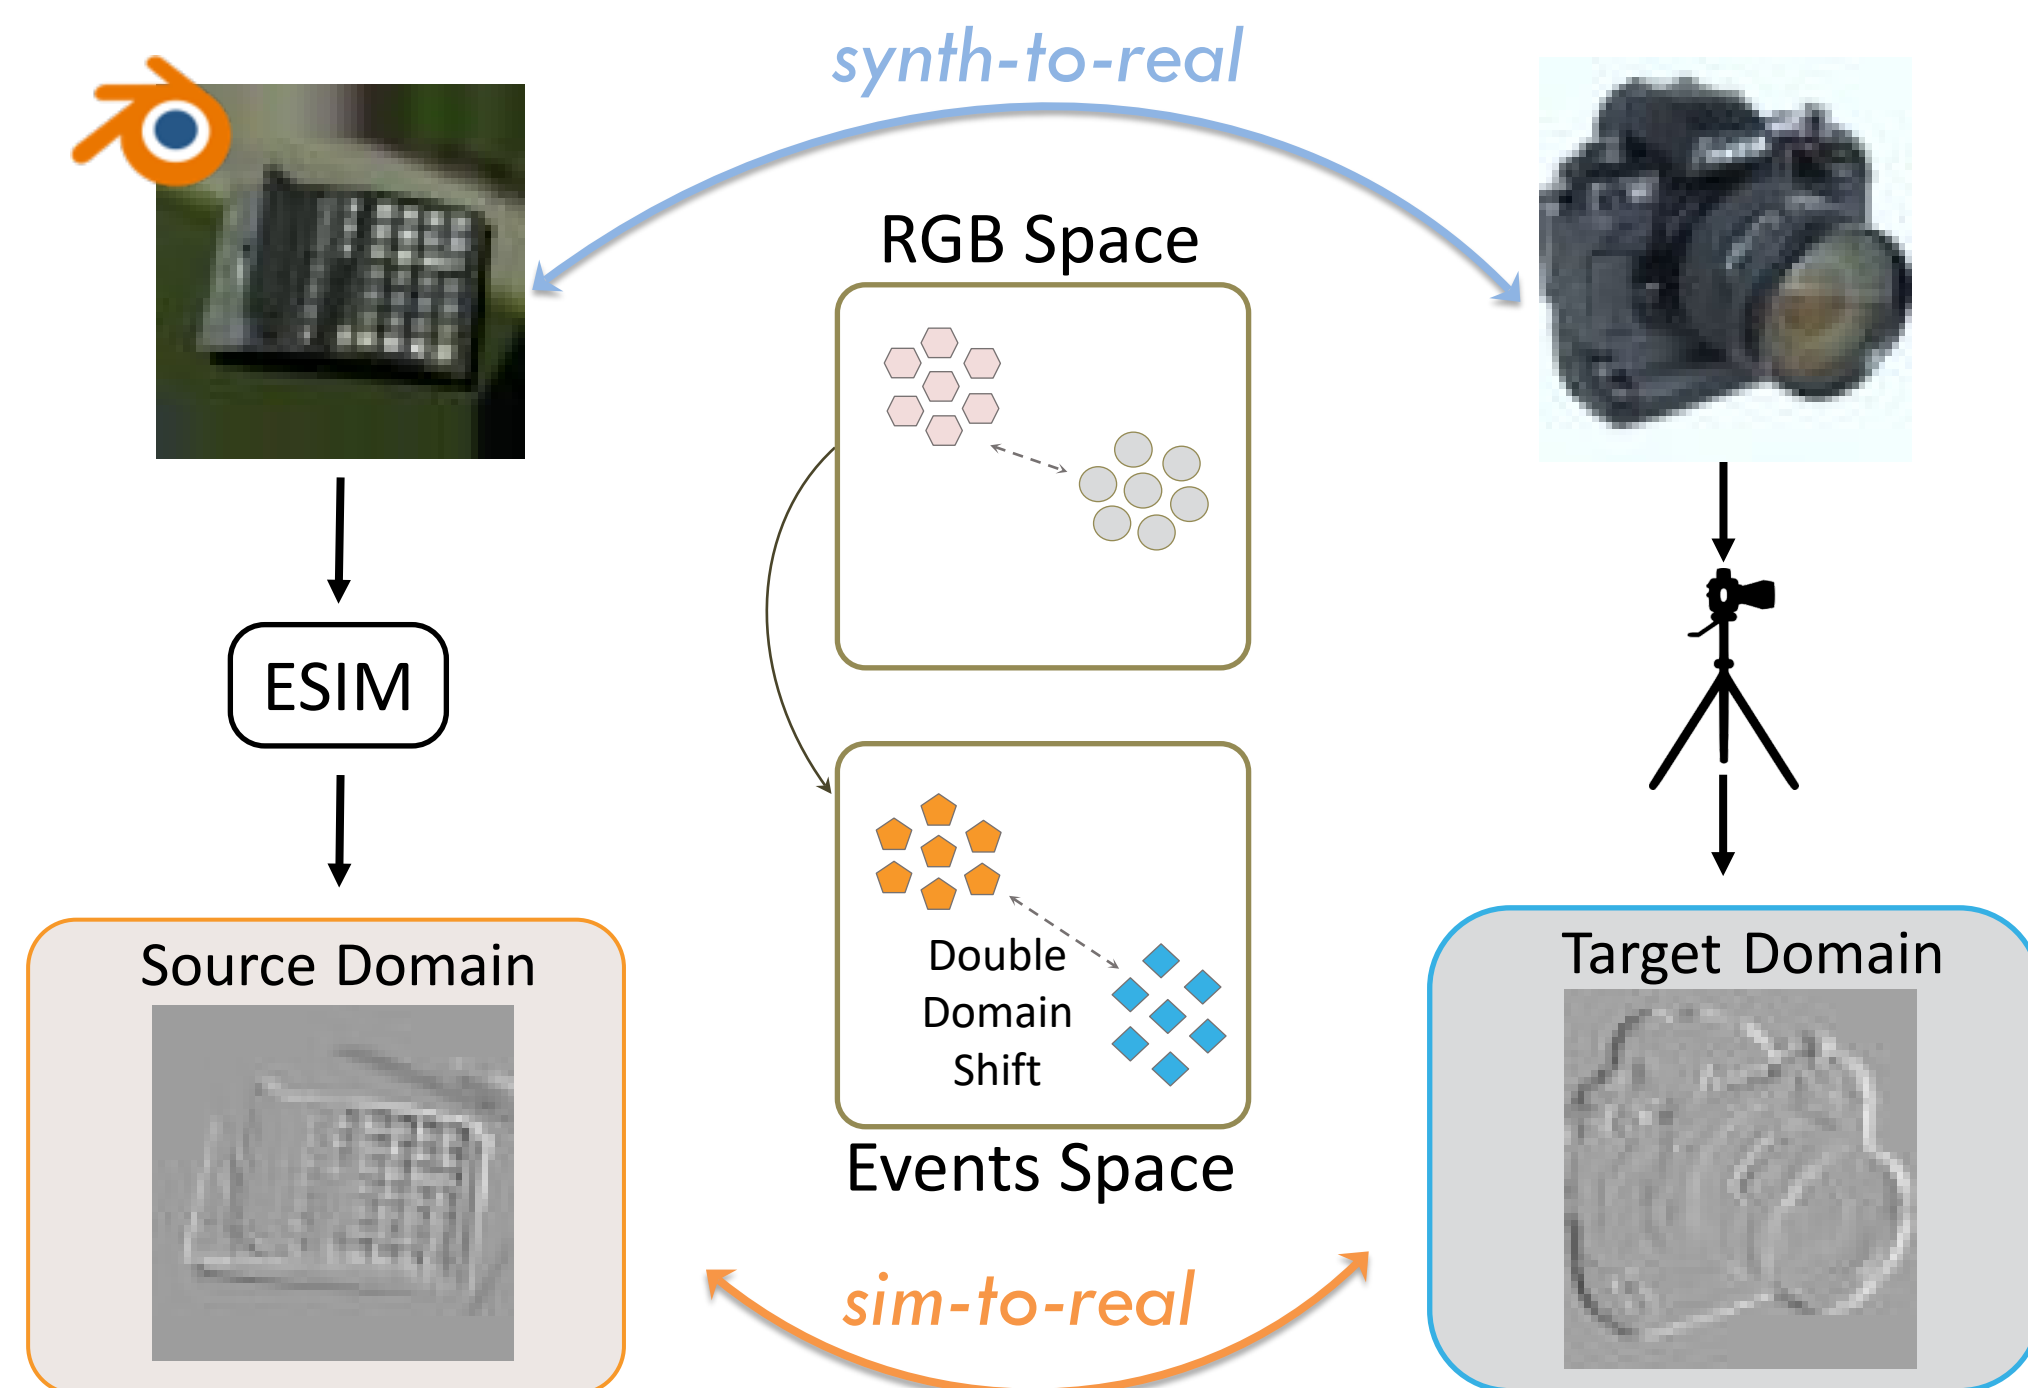 synth-to-real
RGB Space
ESIM
Source Domain
Double
Domain
Shift
Target Domain
Events Space
sim-to-real